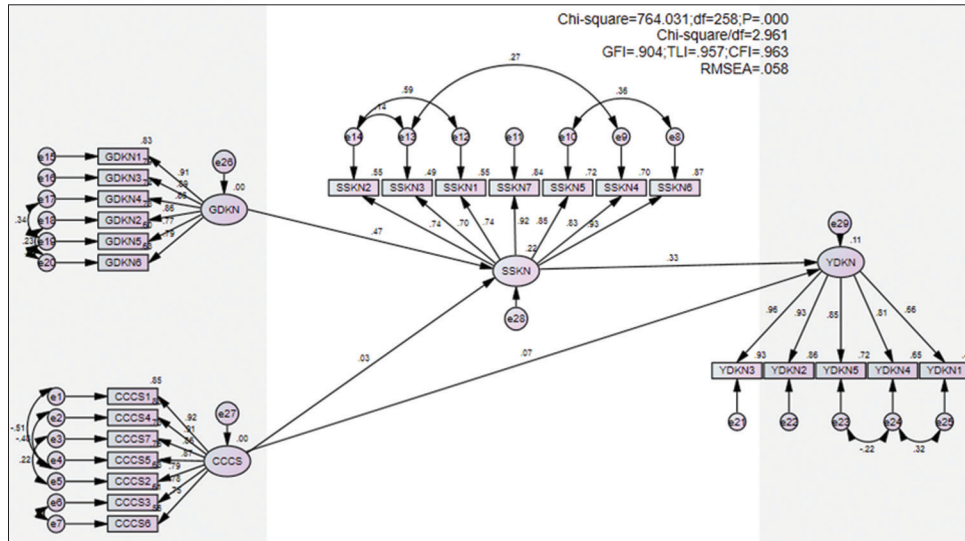 Chi-square=764.031;df=258;P=.000
Chi-square/df=2.961
GFI=.904;TLI=.957;CFI=.963
RMSEA=.058
.27
.59
.14
.36
e14
e13
e12
e11
e10
e9
e8
.55
.49
.55
.84
.72
.70
.87
SSKN2
SSKN3
SSKN1
SSKN7
SSKN5
SSKN4
SSKN6
.74
.70
.74
.92
.85
.83
.93
.22
SSKN
e28
.83
e15
GDKN1
e16
GDKN3
e17
GDKN4
e18
GDKN2
e19
GDKN5
e20
GDKN6
.34
.23
.91
.86
.77
.79
e26
.00
GDKN
.47
.33
.03
.07
e29
.11
YDKN
.96
.93
.85
.81
.66
.93
.86
.72
.65
YDKN3
YDKN2
YDKN5
YDKN4
YDKN1
e21
e22
e23
e24
e25
-.22
.32
.85
e1
CCCS1
e2
CCCS4
e3
CCCS7
e4
CCCS5
e5
CCCS2
e6
CCCS3
e7
CCCS6
-.51
.22
.92
.91
.87
.79
.78
.75
e27
.00
CCCS